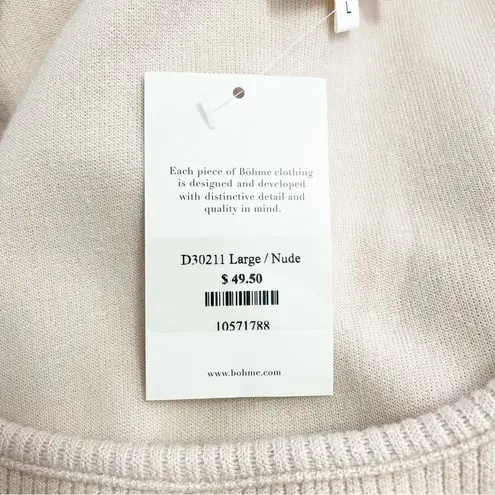 L
Each piece of Böhme clothing
is designed and developed
with distinctive detail and
quality in mind.
D30211 Large / Nude
$ 49.50
10571788
www.bohme.com